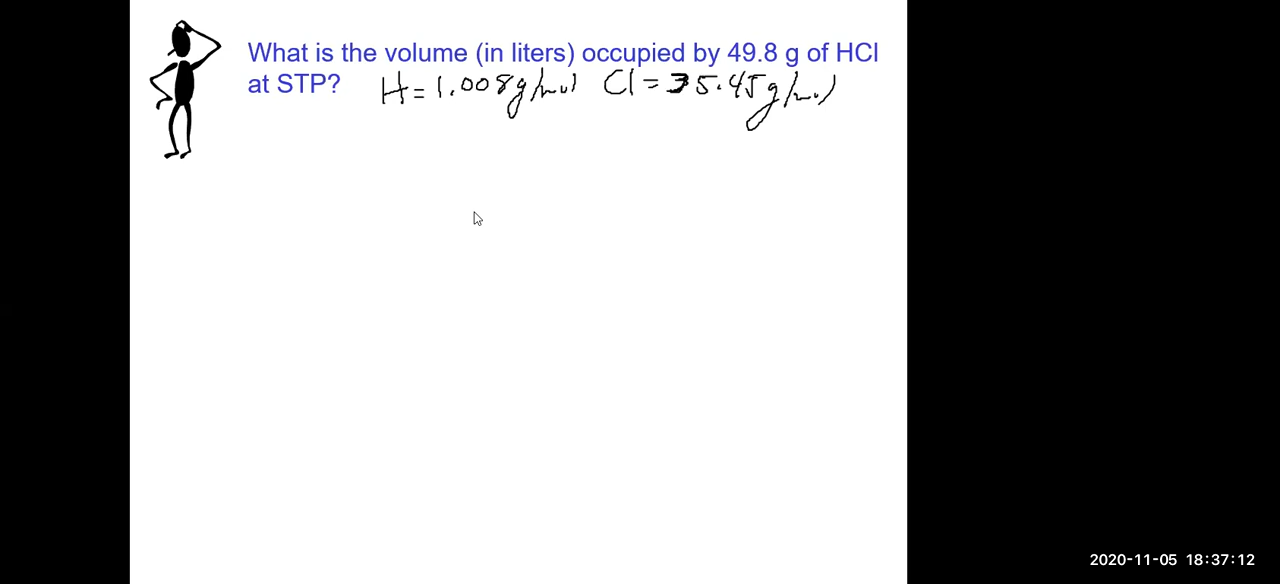 What is the volume (in liters) occupied by 49.8 g of HCl
at STP? H = 1.008 g/mol Cl = 35.45 g/mol
2020-11-05 18:37:12